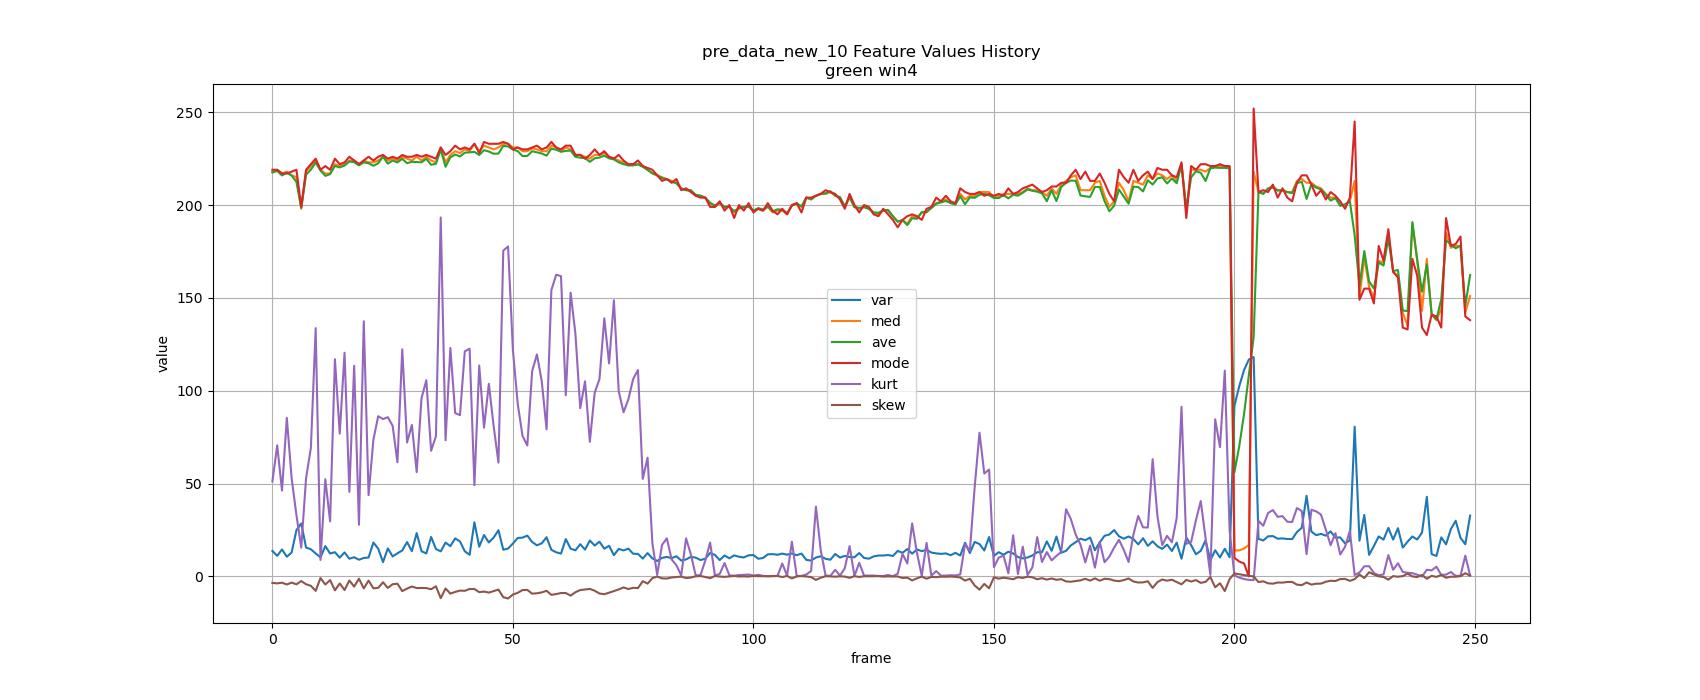 pre_data_new_10 Feature Values History
green win4
250
200
150
100
50
0
value
var
med
ave
mode
kurt
skew
0
50
100
150
200
250
frame